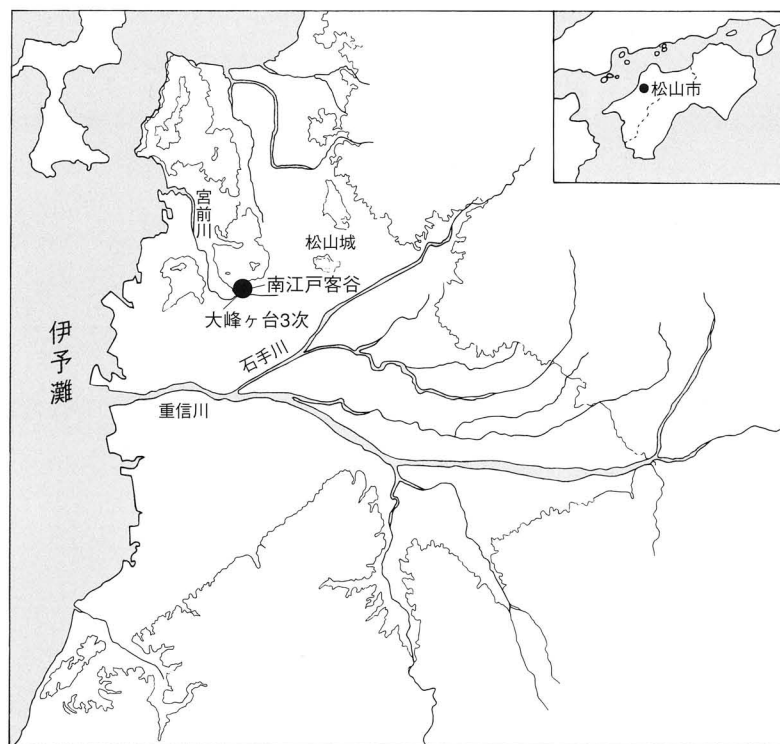 松山市
宮前川
松山城
南江戸客谷
大峰ヶ台3次
石手川
伊予灘
重信川